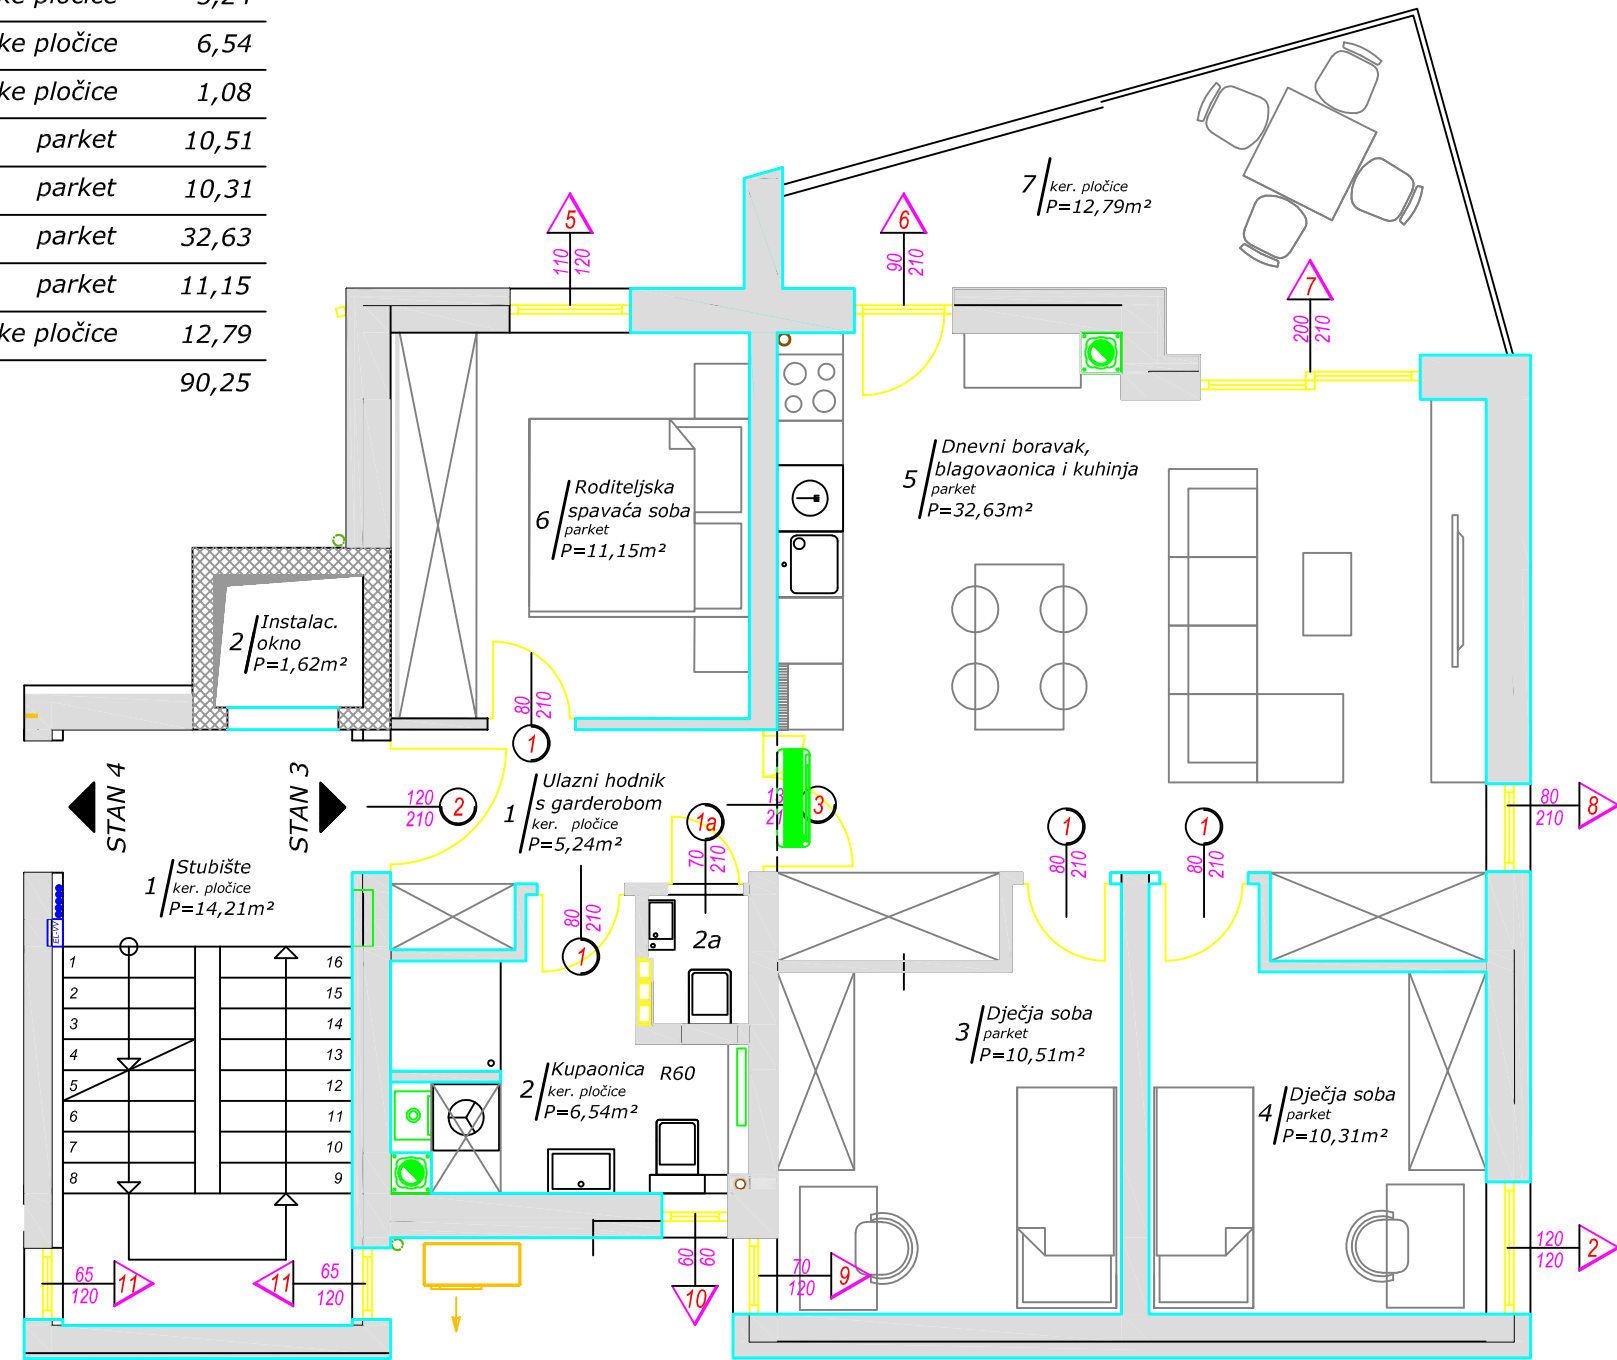 ke pločice 5,24
ke pločice 6,54
ke pločice 1,08
parket 10,51
parket 10,31
parket 32,63
parket 11,15
ke pločice 12,79
90,25
7
ker. pločice
P=12,79m²
5
110
120
6
90
210
7
200
210
5
Dnevni boravak,
blagovaonica i kuhinja
parket
P=32,63m²
6
Roditeljska
spavaća soba
parket
P=11,15m²
2
Instalac.
okno
P=1,62m²
80
210
1
STAN 4
STAN 3
120
210
2
1
Ulazni hodnik
s garderobom
ker. pločice
P=5,24m²
1a
70
210
3
1
80
210
1
80
210
80
210
8
1
Stubište
ker. pločice
P=14,21m²
EL-VV
80
210
1
2a
1
2
3
4
5
6
7
8
16
15
14
13
12
11
10
9
2
Kupaonica
ker. pločice
P=6,54m²
R60
3
Dječja soba
parket
P=10,51m²
4
Dječja soba
parket
P=10,31m²
65
120
11
11
65
120
60
60
10
70
120
9
120
120
2